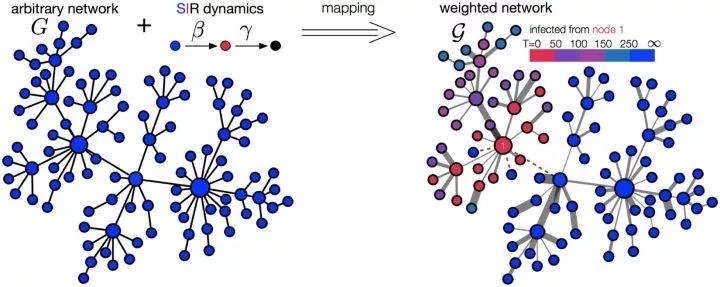 arbitrary network
G
+
SIR dynamics
β γ
mapping
weighted network
G
infected from node 1
T=0 50 100 150 250 ∞
1